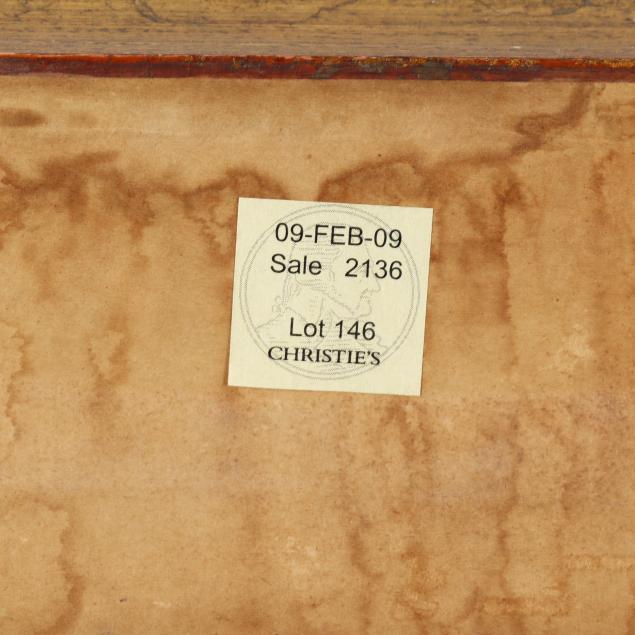 09-FEB-09
Sale 2136
Lot 146
CHRISTIE'S